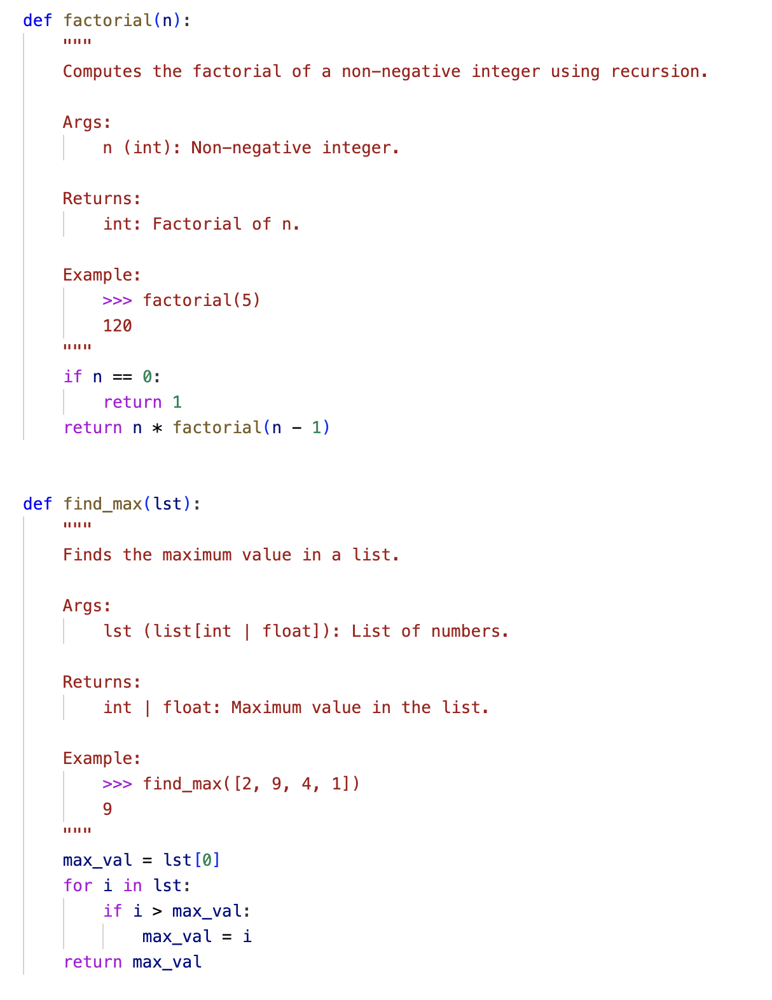 def factorial(n):
    """
    Computes the factorial of a non-negative integer using recursion.

    Args:
        n (int): Non-negative integer.

    Returns:
        int: Factorial of n.

    Example:
        >>> factorial(5)
        120
    """
    if n == 0:
        return 1
    return n * factorial(n - 1)


def find_max(lst):
    """
    Finds the maximum value in a list.

    Args:
        lst (list[int | float]): List of numbers.

    Returns:
        int | float: Maximum value in the list.

    Example:
        >>> find_max([2, 9, 4, 1])
        9
    """
    max_val = lst[0]
    for i in lst:
        if i > max_val:
            max_val = i
    return max_val